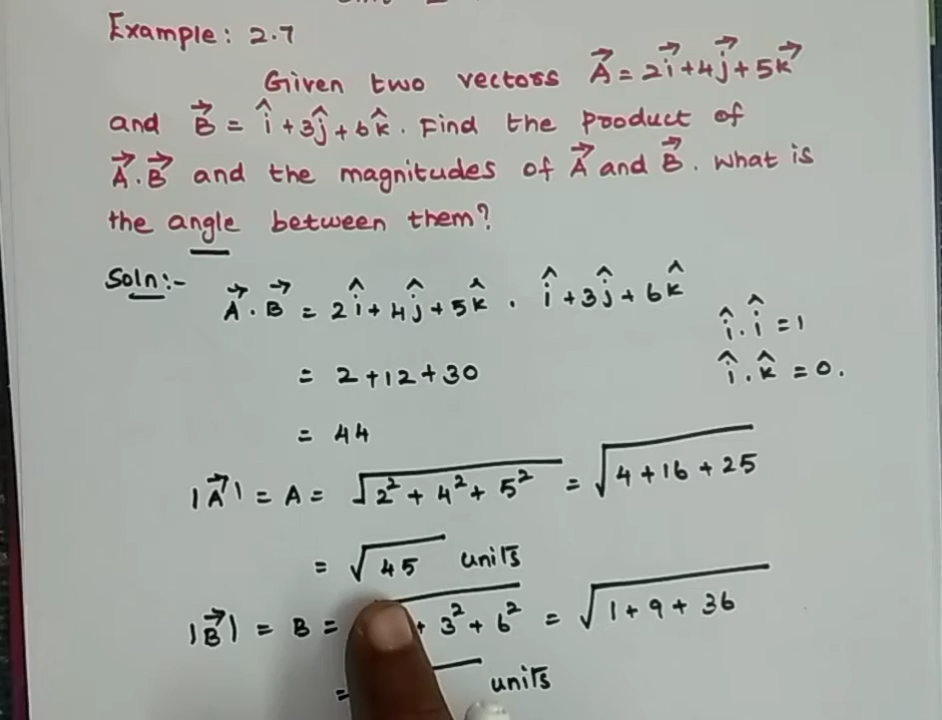 Example: 2.7
Given two vectors A⃗ = 2i⃗ + 4j⃗ + 5k⃗
and B⃗ = î + 3ĵ + 6k̂. Find the product of
A⃗ . B⃗ and the magnitudes of A⃗ and B⃗. What is
the angle between them?
Soln:-
A⃗ . B⃗ = 2î + 4ĵ + 5k̂ . î + 3ĵ + 6k̂
î . î = 1
= 2 + 12 + 30
î . k̂ = 0.
= 44
|A⃗| = A = √2² + 4² + 5² = √4 + 16 + 25
= √45 units
|B⃗| = B = + 3² + 6² = √1 + 9 + 36
= units